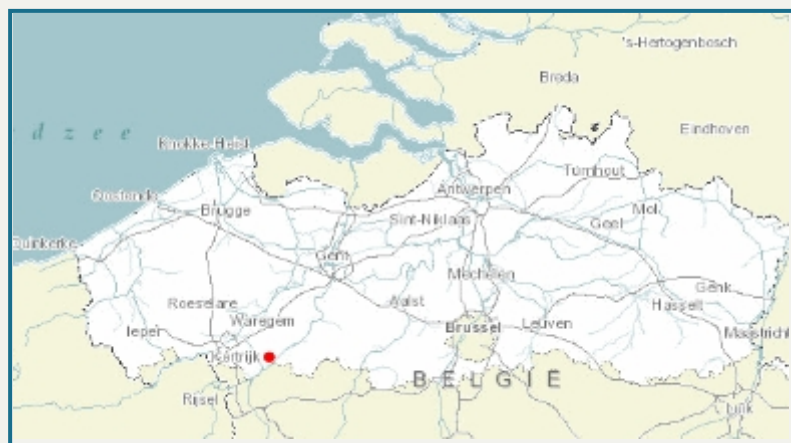 's-Hertogenbosch
Breda
d z e e
Eindhoven
Knokke-Heist
Turnhout
Antwerpen
Oostende
Mol
Brugge
Sint-Niklaas
Geel
Duinkerke
Gent
Mechelen
Genk
Roeselare
Aalst
Hasselt
Waregem
Ieper
Brussel
Leuven
Maastricht
Kortrijk
BELGIË
Rijsel
Luik